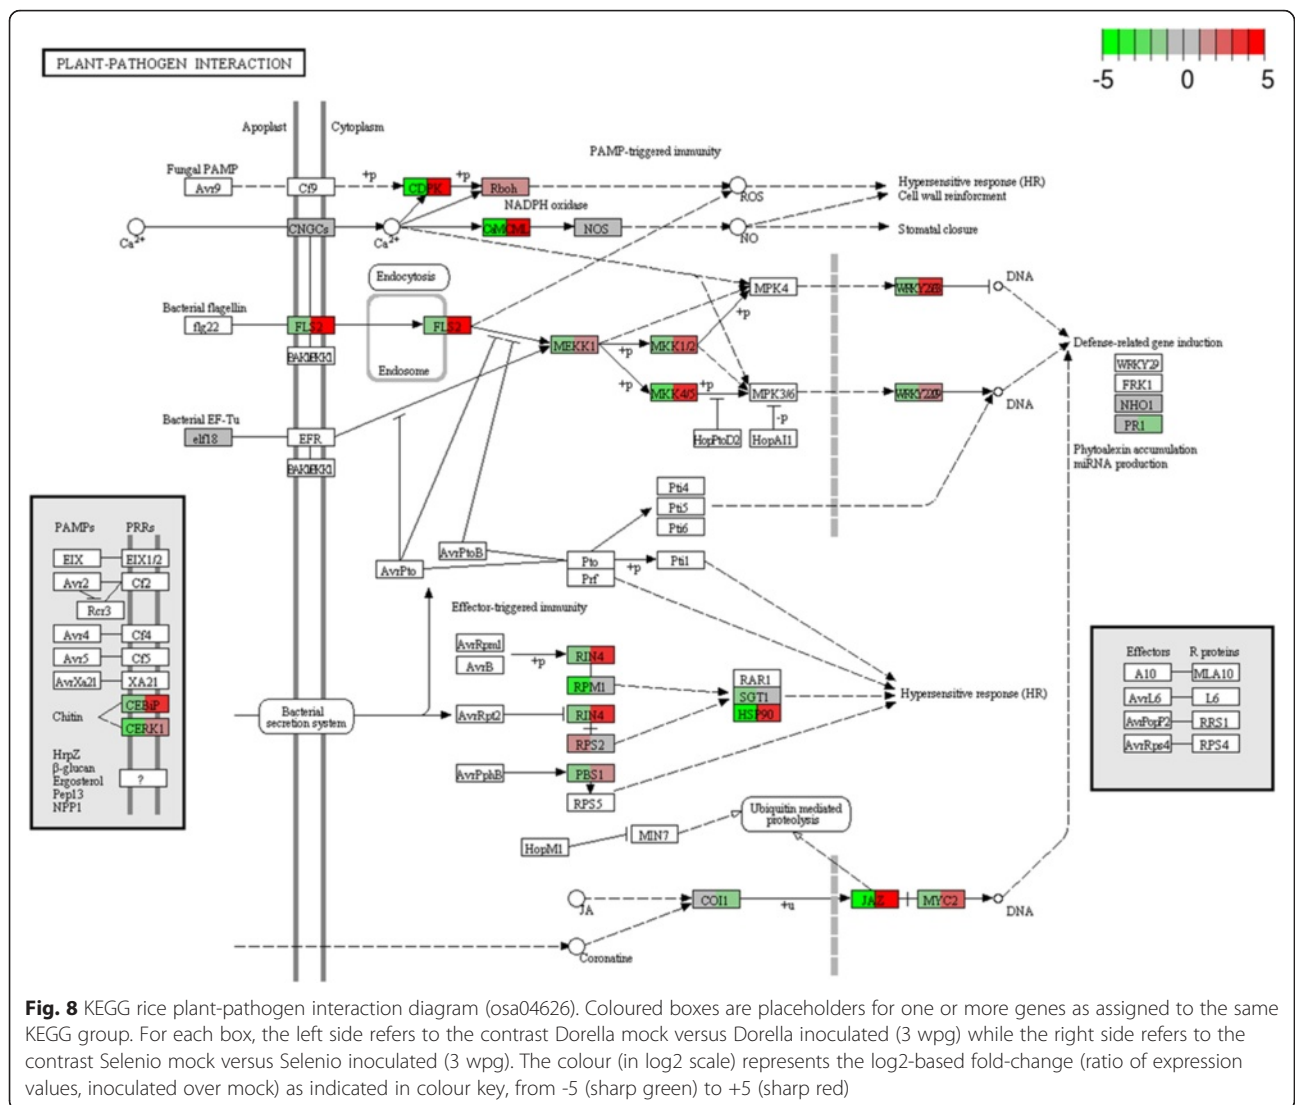 PLANT-PATHOGEN INTERACTION
-5 0 5
Apoplast Cytoplasm
PAMP-triggered immunity
Fungal PAMP
Avr9 Cf9 +p CDPK +p Rboh ROS
Hypersensitive response (HR)
Cell wall reinforcment
NADPH oxidase
Ca2+ CNGCs Ca2+ CaMCML NOS NO Stomatal closure
Endocytosis
MPK4 DNA
Bacterial flagellin
flg22 FLS2 FLS2 +p
MEKK1 +p MKK1/2
Defense-related gene induction
WRKY29
FRK1
NHO1
PR1
Endosome
+p MKK4/5 +p MPK3/6 DNA
-p
Bacterial EF-Tu
elf18 EFR HopPtoD2 HopAI1
Phytoalexin accumulation
miRNA production
Pti4
Pti5
Pti6
PAMPs PRRs
EIX EIX1/2
Avr2 Cf2
Rcr3
Avr4 Cf4
Avr5 Cf5
AvrXa21 XA21
CEBiP
Chitin
CERK1
HrpZ
β-glucan
Ergosterol
Pep13
NPP1
?
AvrPtoB
AvrPto Pto +p Pti1
Prf
Effector-triggered immunity
AvrRpm1
AvrB
+p RIN4
RPM1
RAR1
SGT1
HSP90
Hypersensitive response (HR)
Bacterial
secretion system
AvrRpt2 RIN4
RPS2
AvrPphB PBS1
RPS5
Effectors R proteins
A10 MLA10
AvrL6 L6
AvrPopP2 RRS1
AvrRps4 RPS4
Ubiquitin mediated
proteolysis
HopM1 MIN7
JA COI1 +u JAZ MYC2 DNA
Coronatine
Fig. 8 KEGG rice plant-pathogen interaction diagram (osa04626). Coloured boxes are placeholders for one or more genes as assigned to the same
KEGG group. For each box, the left side refers to the contrast Dorella mock versus Dorella inoculated (3 wpg) while the right side refers to the
contrast Selenio mock versus Selenio inoculated (3 wpg). The colour (in log2 scale) represents the log2-based fold-change (ratio of expression
values, inoculated over mock) as indicated in colour key, from -5 (sharp green) to +5 (sharp red)